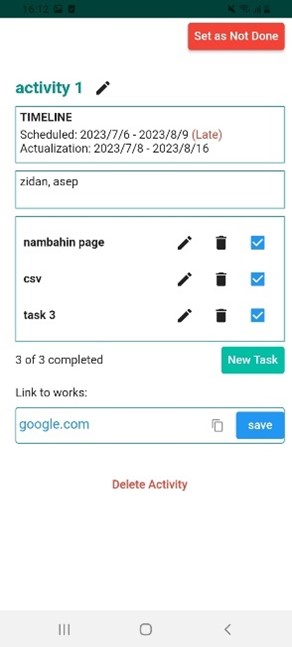 16:12
Set as Not Done
activity 1
TIMELINE
Scheduled: 2023/7/6 - 2023/8/9 (Late)
Actualization: 2023/7/8 - 2023/8/16
zidan, asep
nambahin page
csv
task 3
3 of 3 completed
New Task
Link to works:
google.com
save
Delete Activity